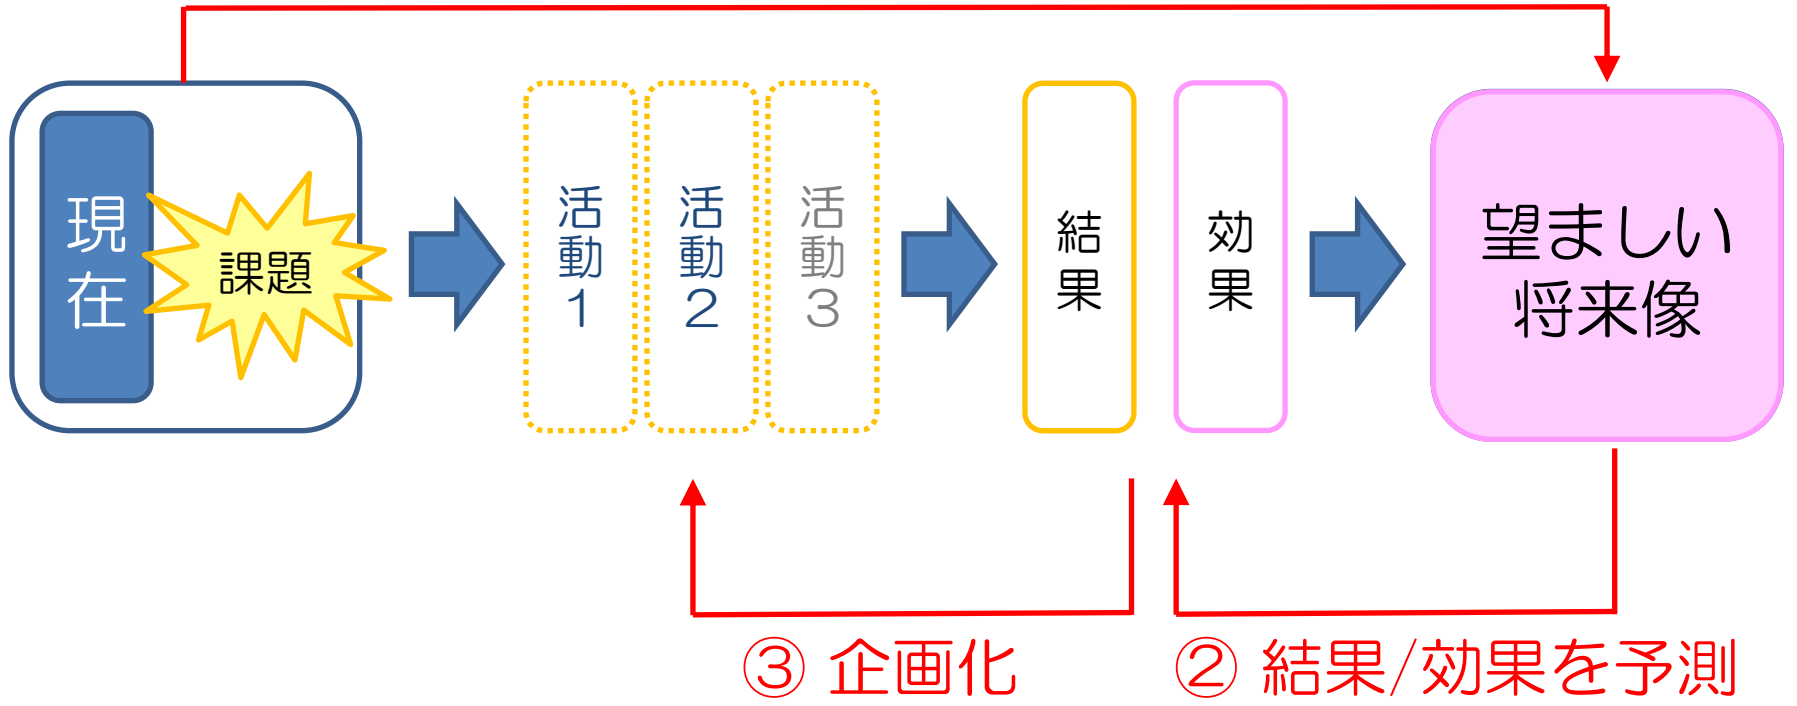 現在
課題
活動1
活動2
活動3
結果
効果
望ましい
将来像
③ 企画化
② 結果/効果を予測